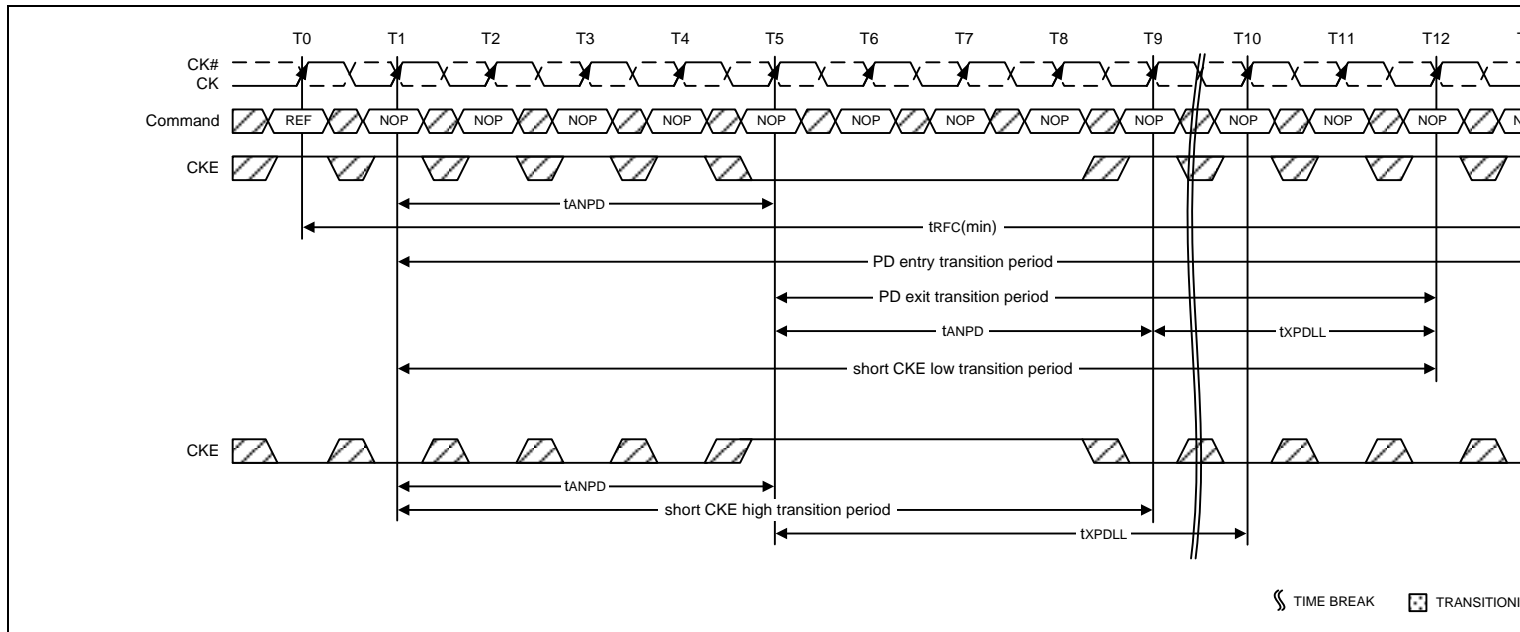 T0 T1 T2 T3 T4 T5 T6 T7 T8 T9 T10 T11 T12 T
CK#
CK
Command REF NOP NOP NOP NOP NOP NOP NOP NOP NOP NOP NOP NOP N
CKE
tANPD
tRFC(min)
PD entry transition period
PD exit transition period
tANPD tXPDLL
short CKE low transition period
CKE
tANPD
short CKE high transition period
tXPDLL
TIME BREAK TRANSITIONI